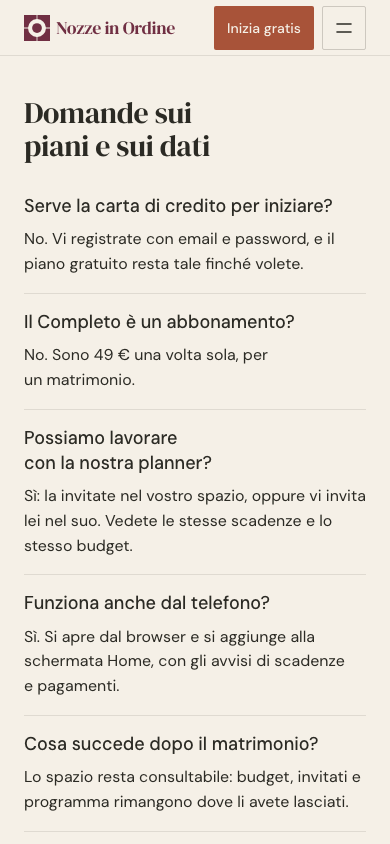 Nozze in Ordine
Inizia gratis
Domande sui
piani e sui dati
Serve la carta di credito per iniziare?
No. Vi registrate con email e password, e il
piano gratuito resta tale finché volete.
Il Completo è un abbonamento?
No. Sono 49 € una volta sola, per
un matrimonio.
Possiamo lavorare
con la nostra planner?
Sì: la invitate nel vostro spazio, oppure vi invita
lei nel suo. Vedete le stesse scadenze e lo
stesso budget.
Funziona anche dal telefono?
Sì. Si apre dal browser e si aggiunge alla
schermata Home, con gli avvisi di scadenze
e pagamenti.
Cosa succede dopo il matrimonio?
Lo spazio resta consultabile: budget, invitati e
programma rimangono dove li avete lasciati.